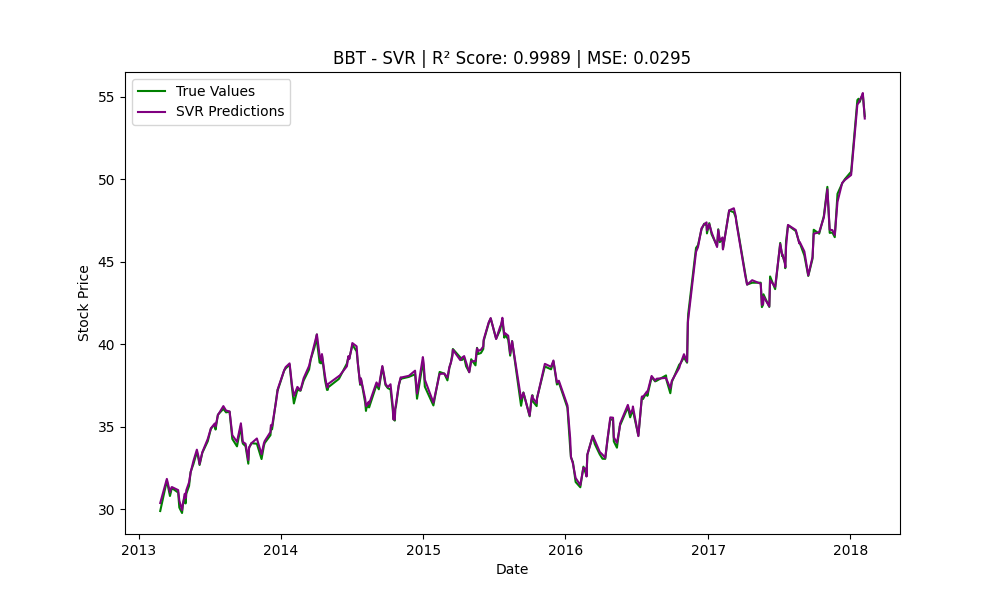 BBT - SVR | R² Score: 0.9989 | MSE: 0.0295
True Values
SVR Predictions
55
50
45
40
35
30
Stock Price
2013 2014 2015 2016 2017 2018
Date